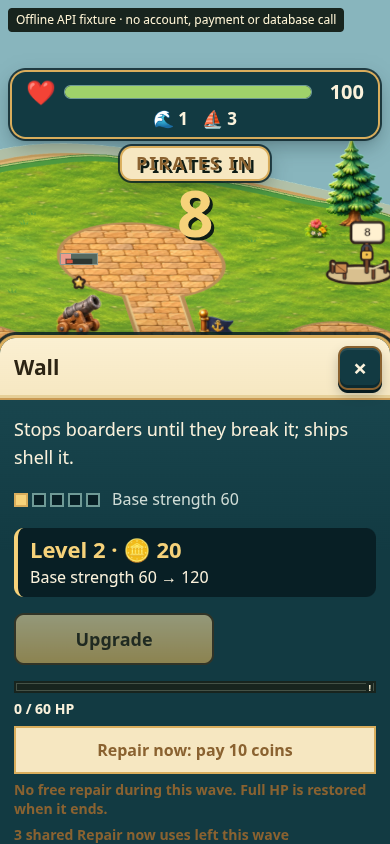 Offline API fixture · no account, payment or database call
❤️ 100
🌊 1 ⛵ 3
PIRATES IN
8
8
Wall
×
Stops boarders until they break it; ships
shell it.
Base strength 60
Level 2 · 🪙 20
Base strength 60 → 120
Upgrade
!
0 / 60 HP
Repair now: pay 10 coins
No free repair during this wave. Full HP is restored
when it ends.
3 shared Repair now uses left this wave